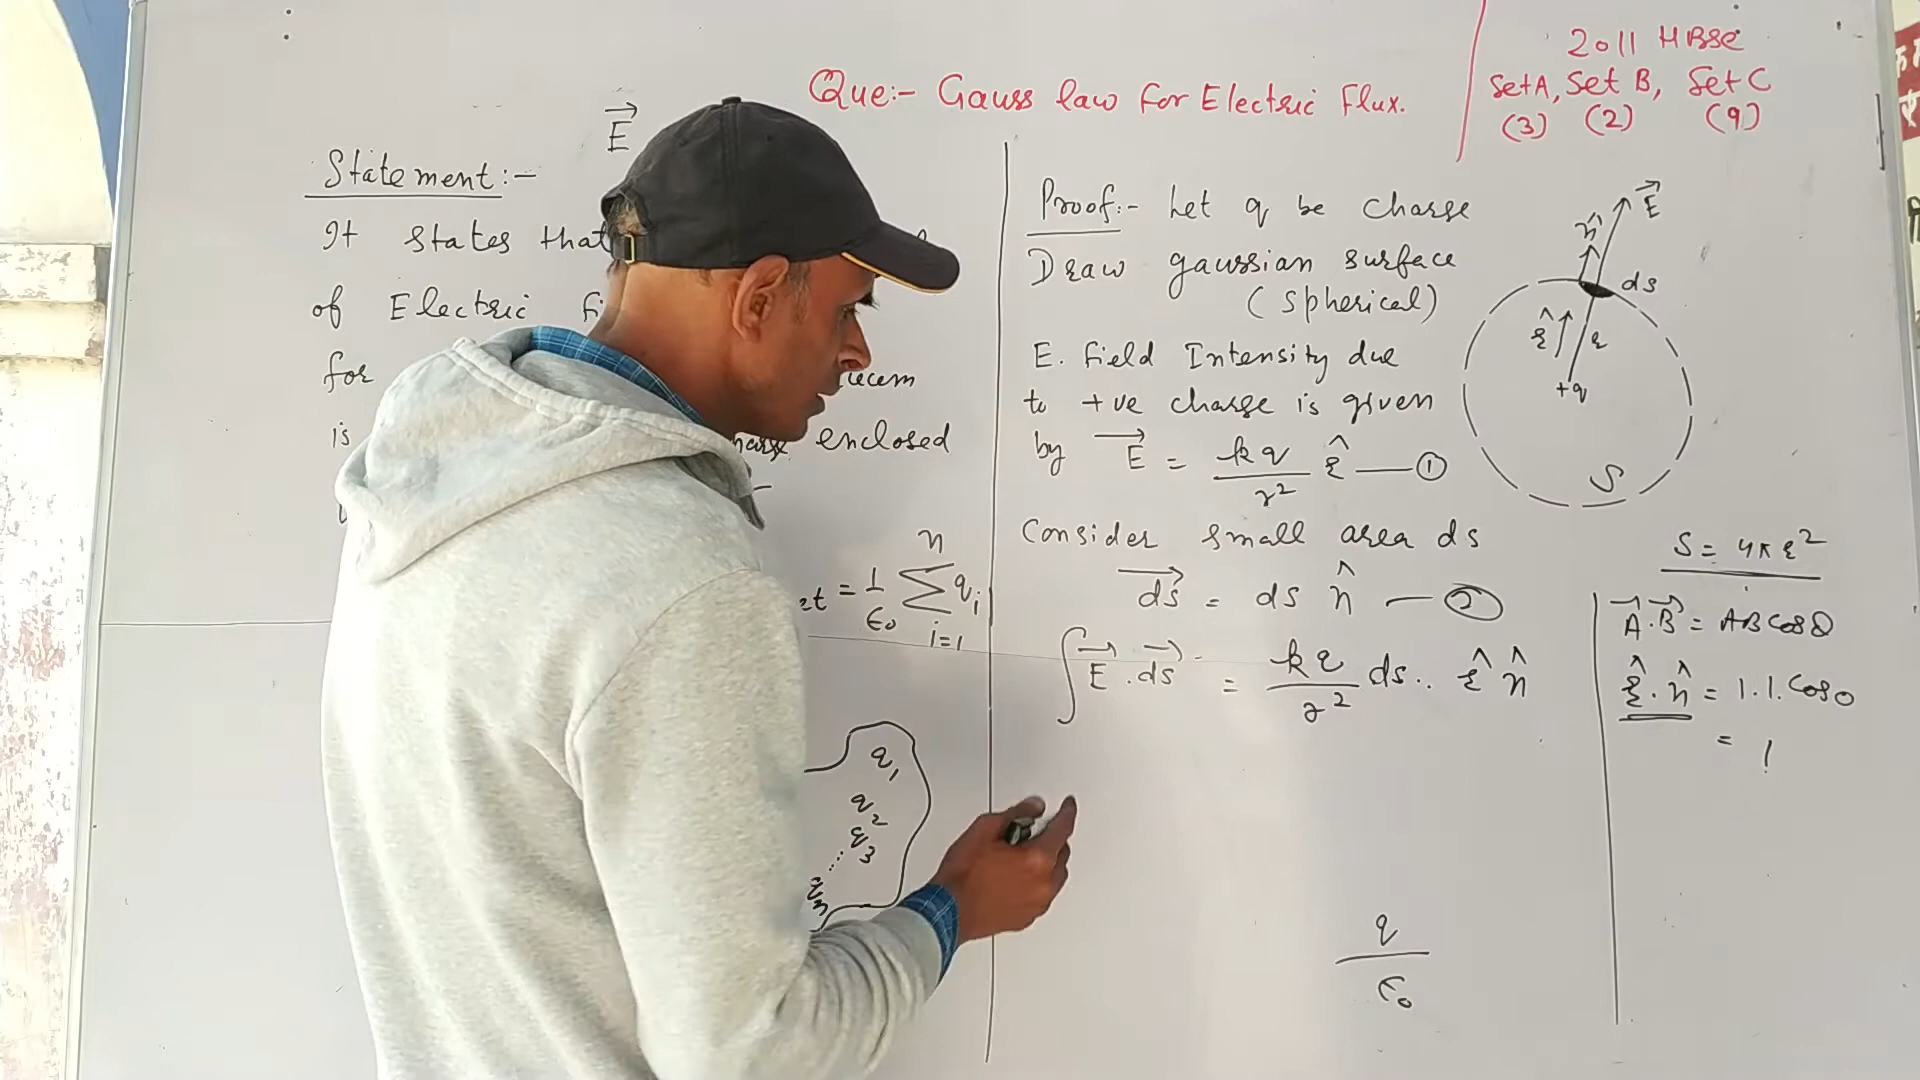 Que:- Gauss law for Electric Flux.
2011 HBSE
Set A, Set B, Set C
(3) (2) (9)
E⃗
Statement:-
It states that
of Electric
for
is enclosed
= 1/ϵ₀ n Σ i=1 qᵢ
q₁
q₂
q₃
Proof:- Let q be charge
Draw gaussian surface
(Spherical)
E. field Intensity due
to +ve charge is given
by E⃗ = kq/r² r̂ — ①
Consider small area ds
ds⃗ = ds n̂ — ②
∫ E⃗ . ds⃗ = kq/r² ds.. r̂ n̂
q/ϵ₀
E⃗
n̂
ds
r̂ r
+q
S
S = 4πr²
A⃗.B⃗ = AB cosθ
r̂ . n̂ = 1.1. cos0
= 1